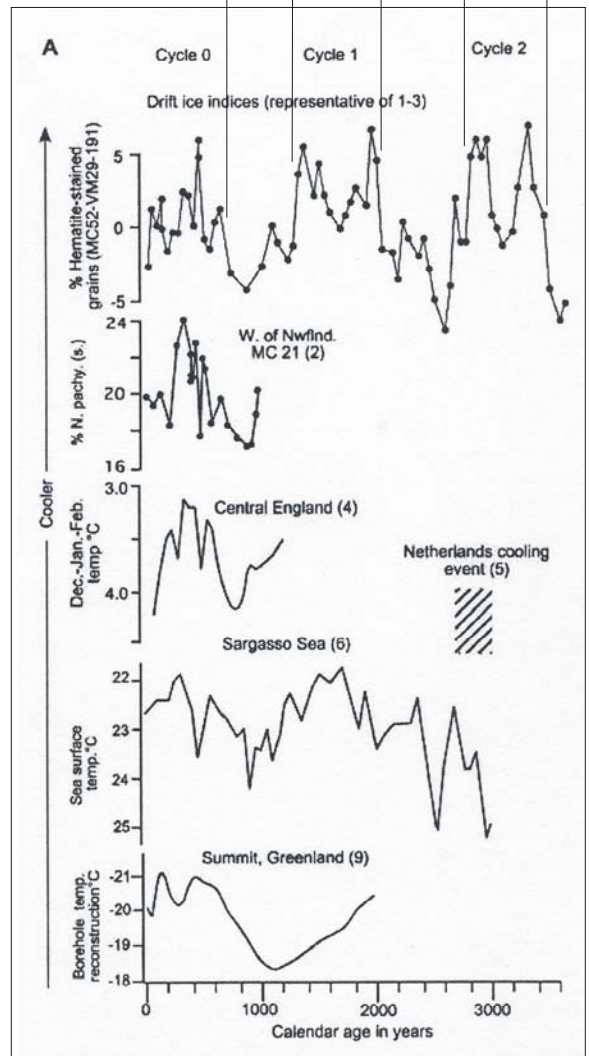 A
Cycle 0
Cycle 1
Cycle 2
Drift ice indices (representative of 1-3)
% Hematite-stained
grains (MC52-VM29-191)
5
0
-5
W. of Nwflnd.
MC 21 (2)
% N. pachy. (s.)
24
20
16
Cooler
Central England (4)
Dec.-Jan.-Feb.
temp °C
3.0
4.0
Netherlands cooling
event (5)
Sargasso Sea (6)
Sea surface
temp.°C
22
23
24
25
Summit, Greenland (9)
Borehole temp.
reconstruction°C
-21
-20
-19
-18
0
1000
2000
3000
Calendar age in years